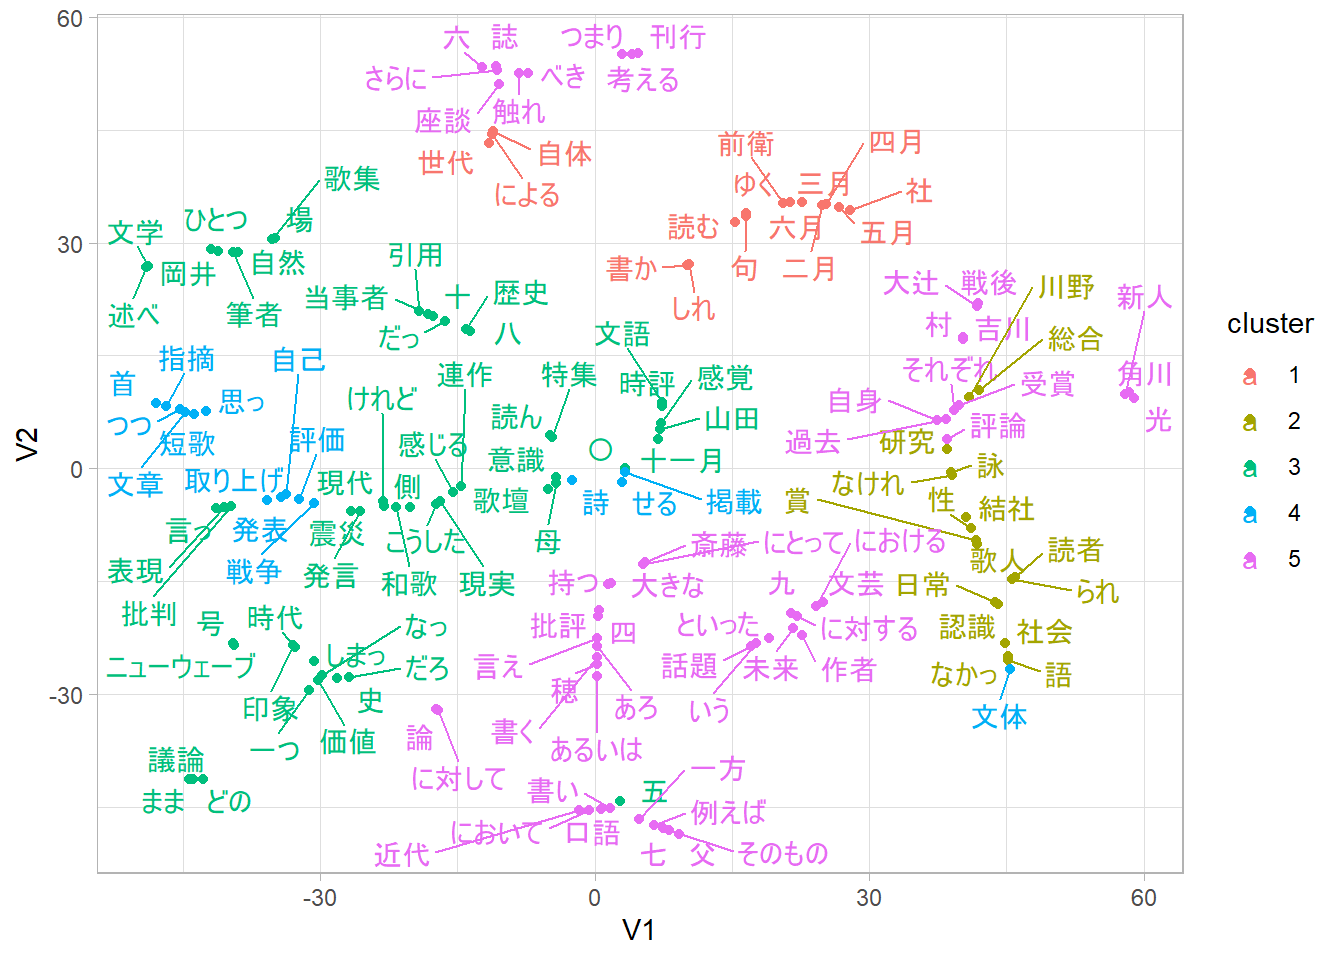 60
六 誌 つまり 刊行
さらに べき 考える
座談 触れ
世代 自体
による
前衛 四月
ゆく 三月 社
読む 六月 五月
書か 句 二月
しれ
歌集
文学 ひとつ 場
岡井 自然
述べ 筆者
30
引用
当事者 十 歴史
だっ 八
大辻 戦後 川野 新人
村 吉川 総合
文語
指摘 自己 連作 特集 時評 感覚
首 思っ けれど 読ん 山田
つつ 短歌 評価 感じる 〇
それぞれ 受賞 角川
自身 光
過去 評論
研究
0
文章 取り上げ 現代 側 意識 十一月
歌壇 詩 せる 掲載
なけれ 詠
賞 性 結社
言っ 発表 震災 こうした 母
表現 戦争 発言 和歌 現実
批判
斎藤 にとって における 歌人 読者
持つ 大きな 九 文芸 日常 られ
号 時代 なっ 批評 四 といった に対する 認識 社会
ニューウェーブ しまっ だろ 言え 話題 未来 作者 なかっ 語
-30
印象 史 穂 あろ いう 文体
一つ 価値 論 書く あるいは
議論 に対して 一方
まま どの 書い 五 例えば
において 口語
近代 七 父 そのもの
-30 0 30 60
V1
V2
cluster
a 1
a 2
a 3
a 4
a 5